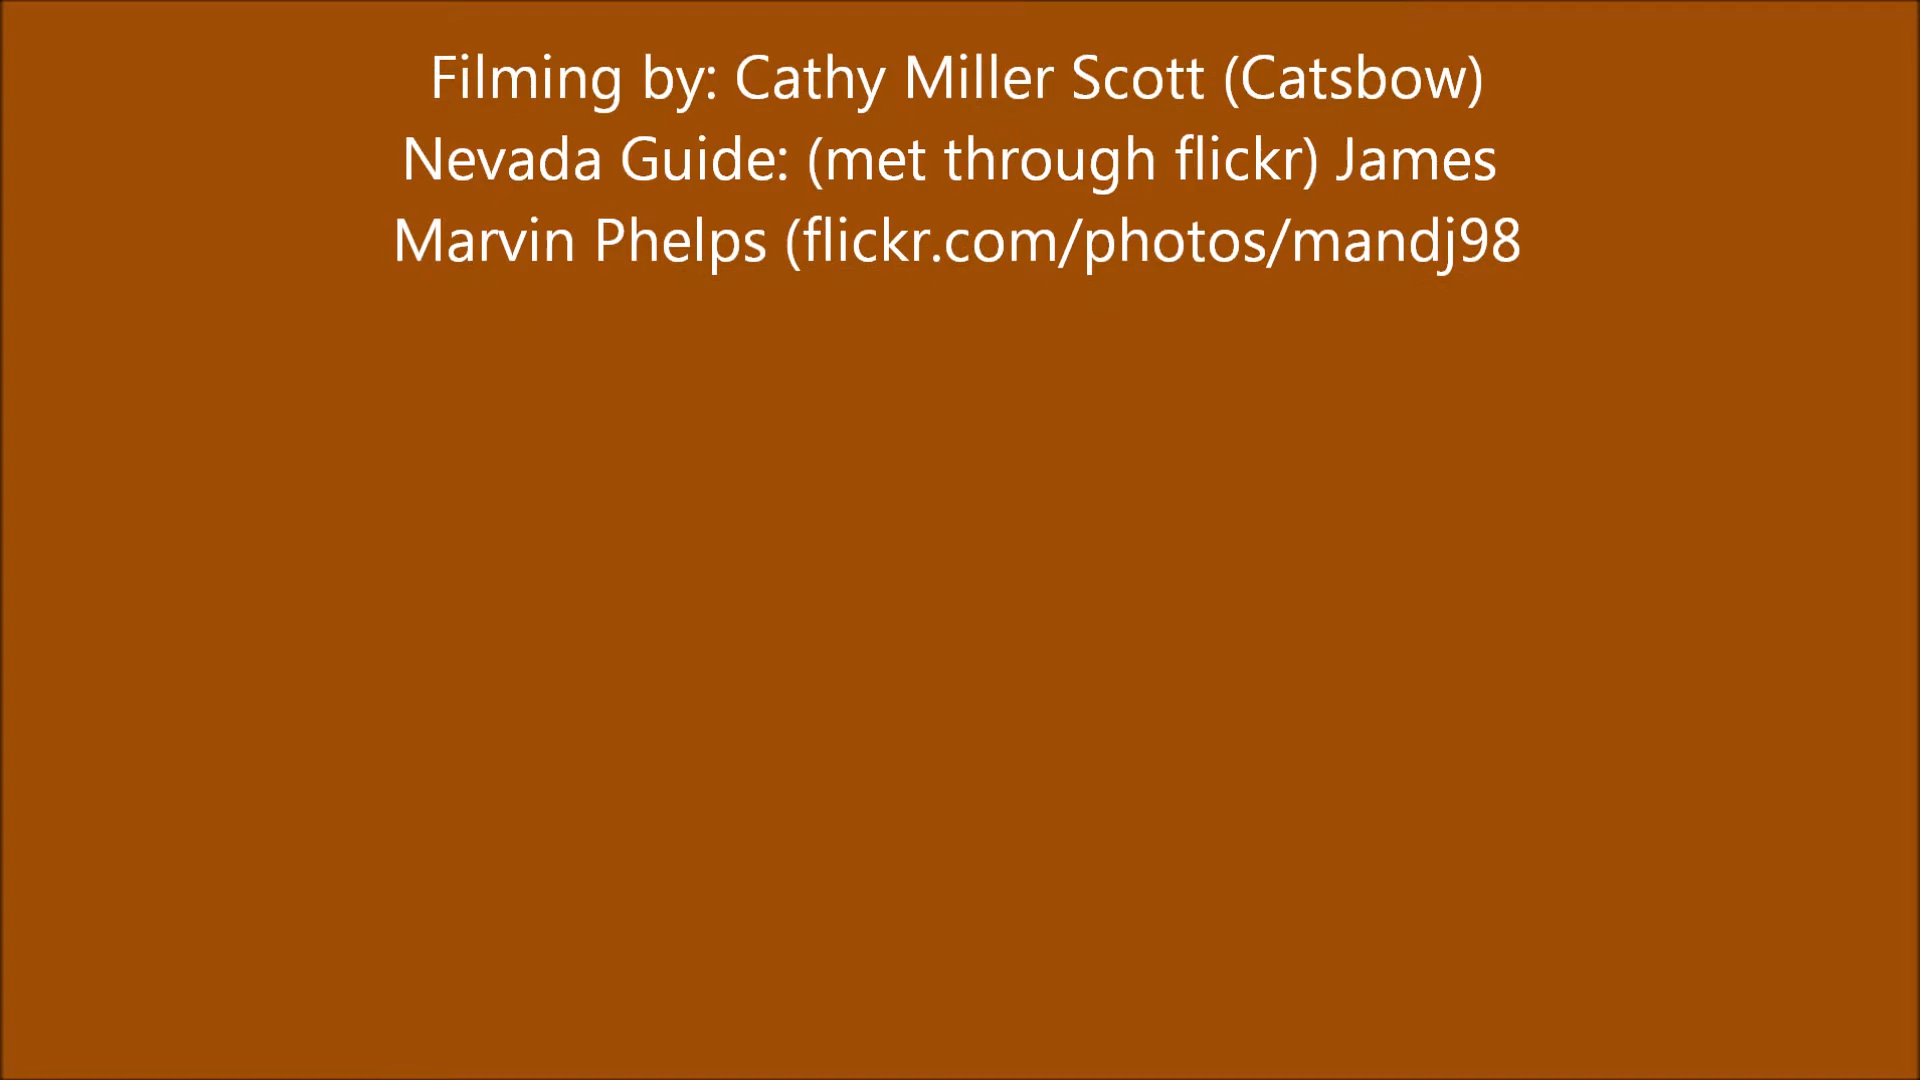 Filming by: Cathy Miller Scott (Catsbow)
Nevada Guide: (met through flickr) James
Marvin Phelps (flickr.com/photos/mandj98